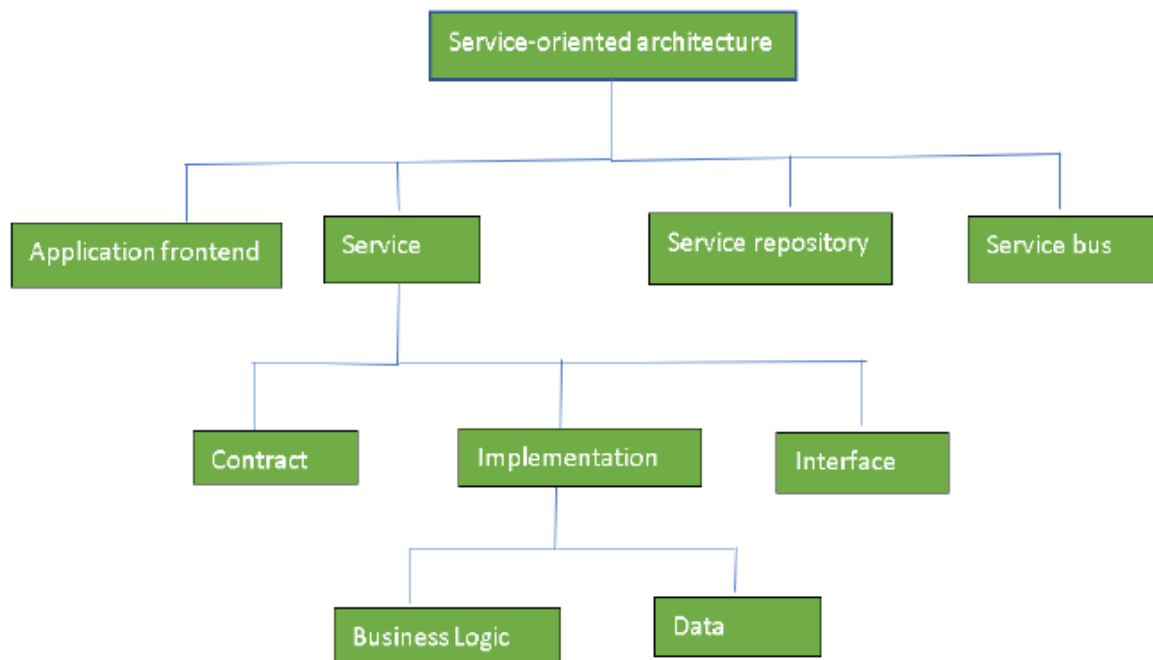 Service-oriented architecture
Application frontend
Service
Service repository
Service bus
Contract
Implementation
Interface
Business Logic
Data